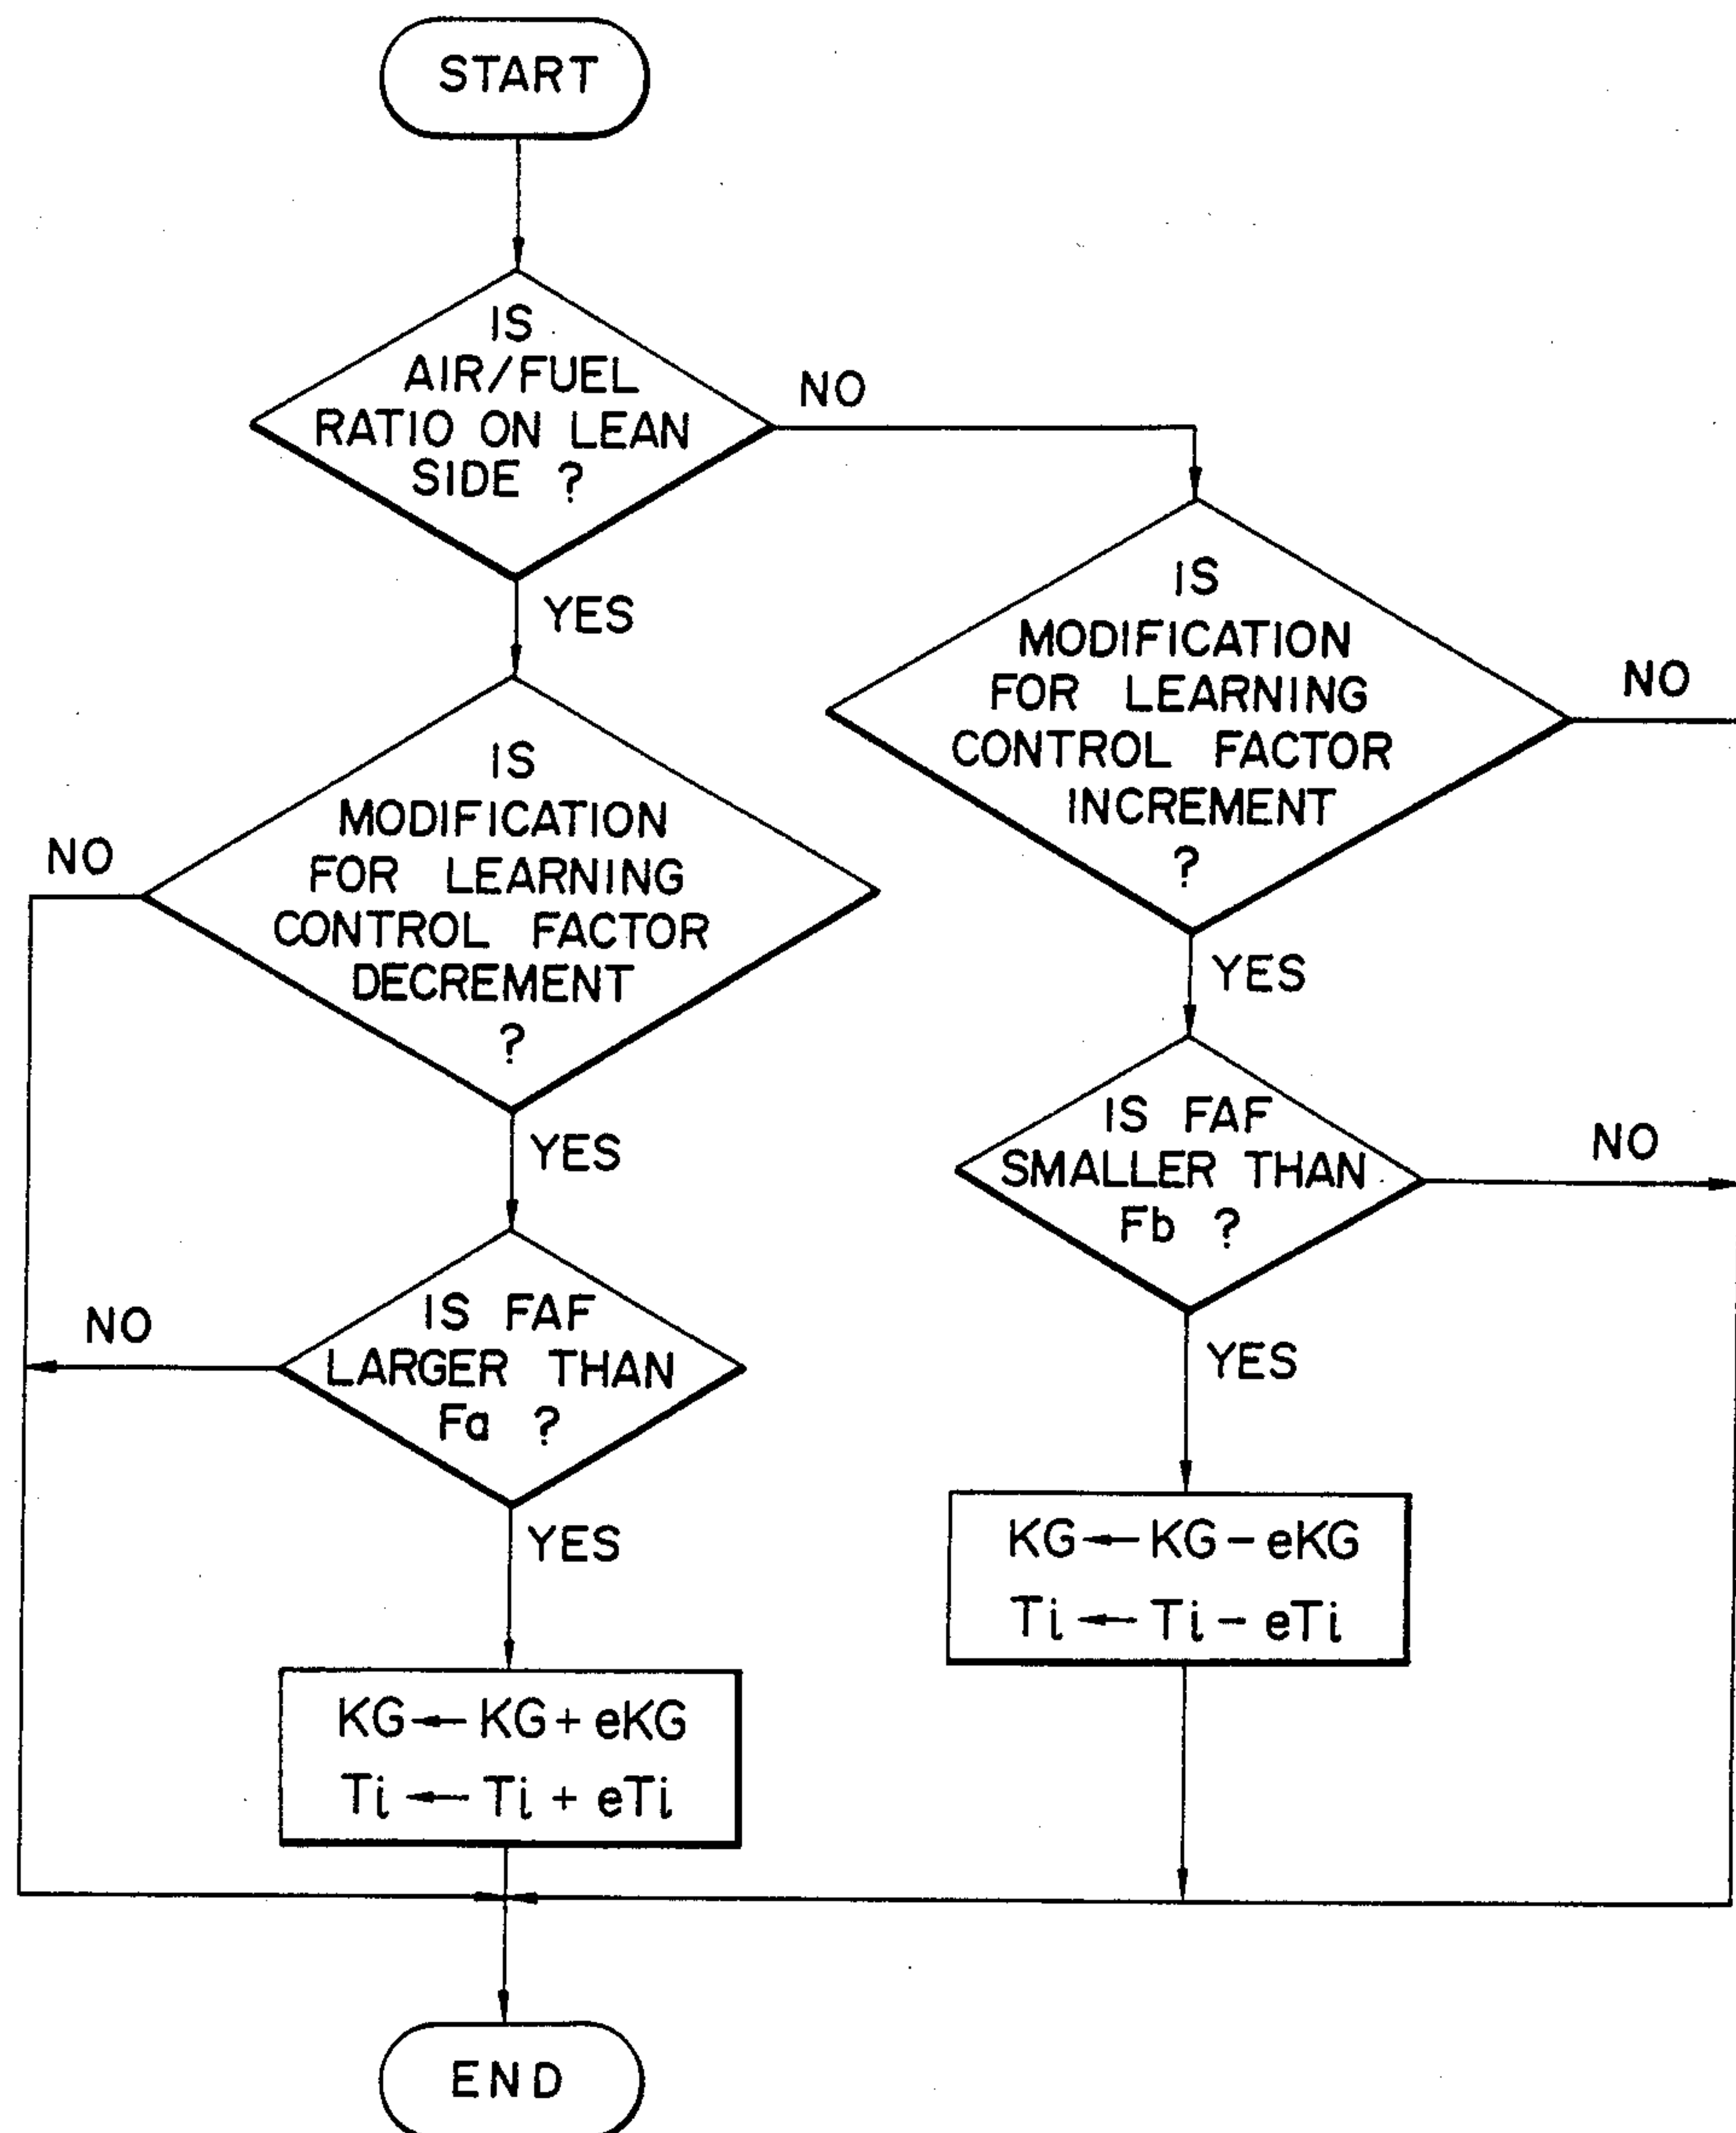 START
IS
AIR/FUEL
RATIO ON LEAN
SIDE ?
NO
YES
IS
MODIFICATION
FOR LEARNING
CONTROL FACTOR
DECREMENT
?
NO
YES
IS FAF
LARGER THAN
Fa ?
NO
YES
KG←KG+eKG
Ti←Ti+eTi
IS
MODIFICATION
FOR LEARNING
CONTROL FACTOR
INCREMENT
?
NO
YES
IS FAF
SMALLER THAN
Fb ?
NO
YES
KG←KG-eKG
Ti←Ti-eTi
END